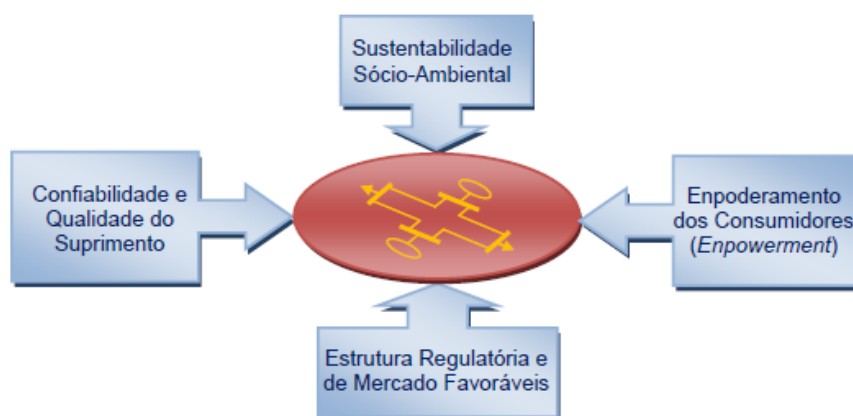 Sustentabilidade
Sócio-Ambiental
Confiabilidade e
Qualidade do
Suprimento
Enpoderamento
dos Consumidores
(Enpowerment)
Estrutura Regulatória e
de Mercado Favoráveis